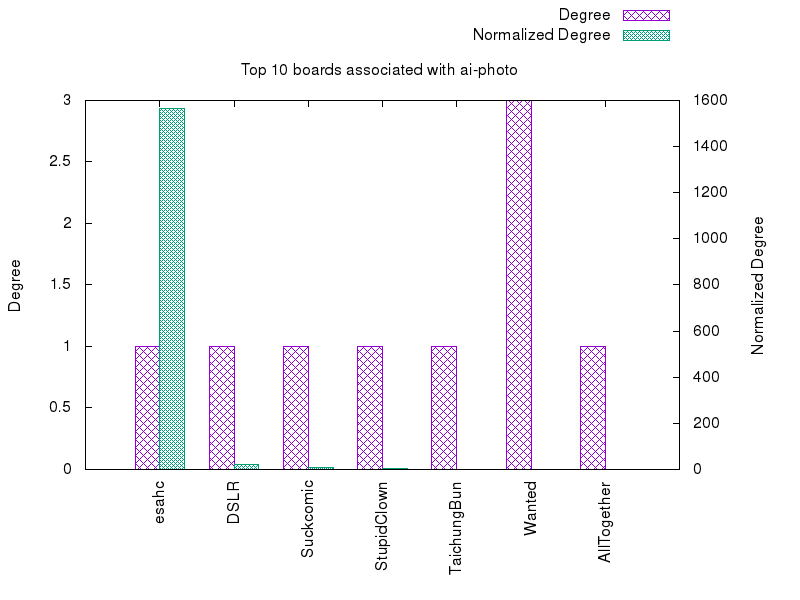 Degree
Normalized Degree
Top 10 boards associated with ai-photo
3
2.5
2
1.5
1
0.5
0
1600
1400
1200
1000
800
600
400
200
0
Degree
Normalized Degree
esahc
DSLR
Suckcomic
StupidClown
TaichungBun
Wanted
AllTogether